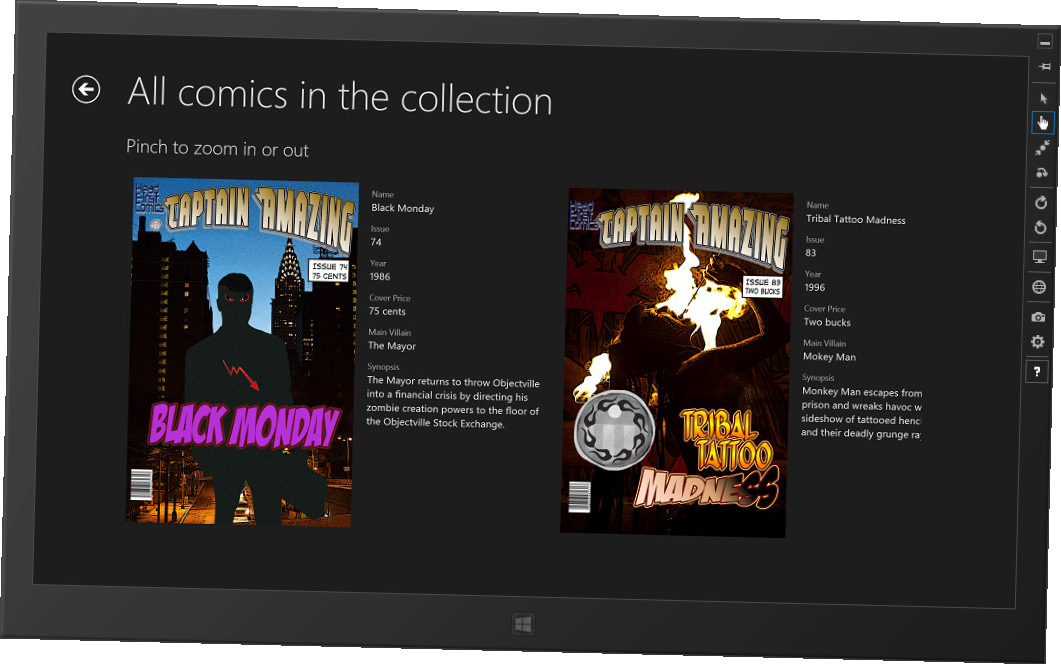 All comics in the collection
Pinch to zoom in or out
Head
First
Comics
CAPTAIN AMAZING
ISSUE 74
75 CENTS
BLACK MONDAY
Name
Black Monday
Issue
74
Year
1986
Cover Price
75 cents
Main Villain
The Mayor
Synopsis
The Mayor returns to throw Objectville
into a financial crisis by directing his
zombie creation powers to the floor of
the Objectville Stock Exchange.
Head
First
Comics
CAPTAIN AMAZING
ISSUE 83
TWO BUCKS
TRIBAL
TATTOO
MADNESS
Name
Tribal Tattoo Madness
Issue
83
Year
1996
Cover Price
Two bucks
Main Villain
Mokey Man
Synopsis
Monkey Man escapes from
prison and wreaks havoc w
sideshow of tattooed henc
and their deadly grunge ra
?